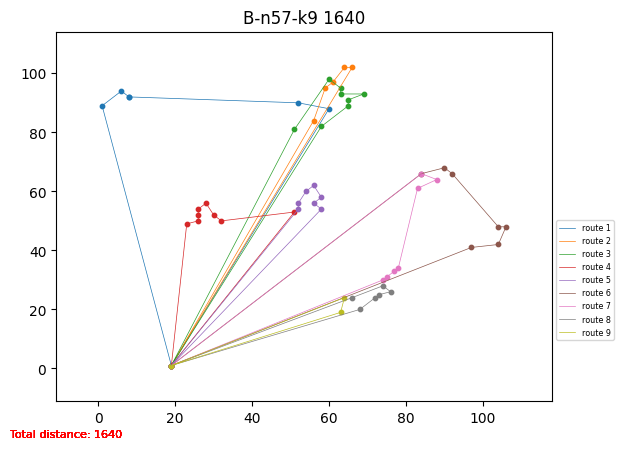 B-n57-k9 1640
100
80
60
40
20
0
0 20 40 60 80 100
route 1
route 2
route 3
route 4
route 5
route 6
route 7
route 8
route 9
Total distance: 1640